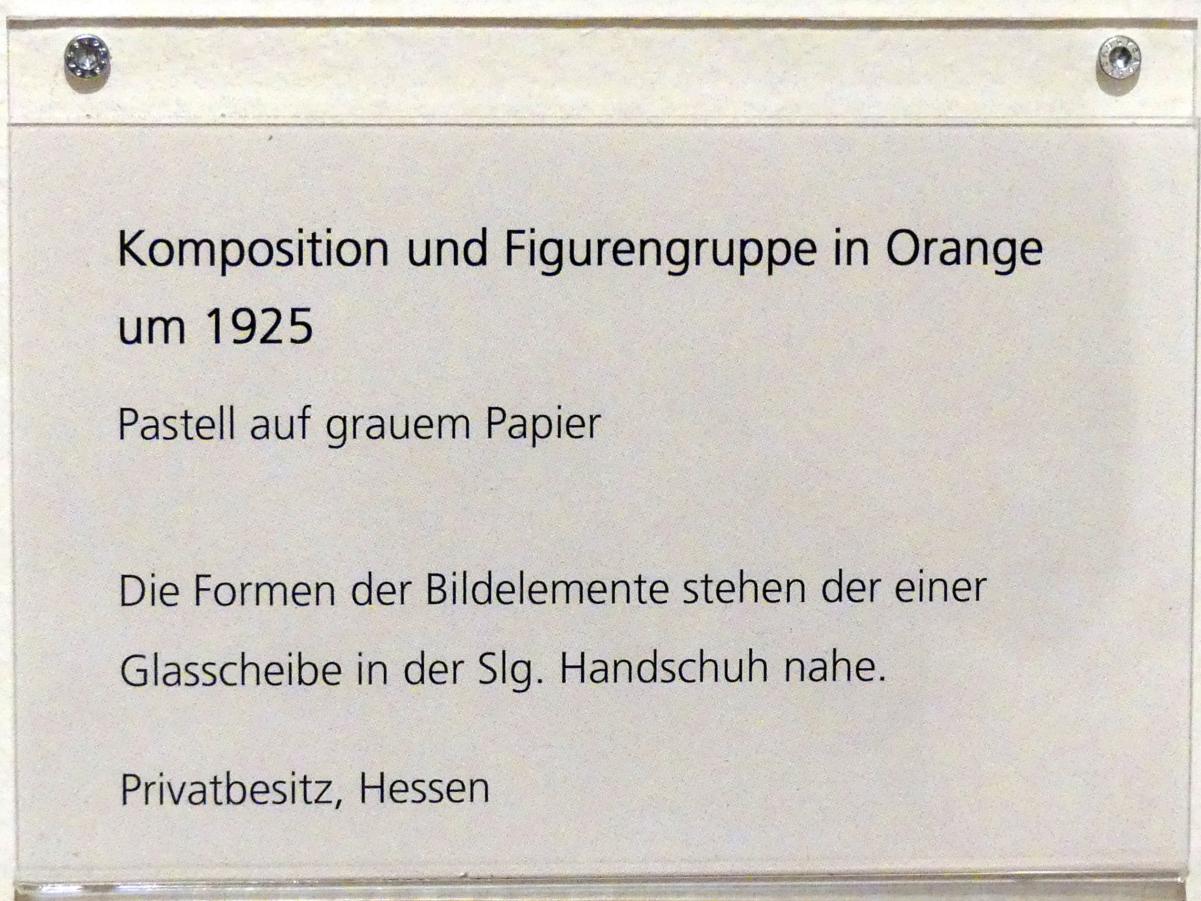 Komposition und Figurengruppe in Orange
um 1925
Pastell auf grauem Papier
Die Formen der Bildelemente stehen der einer
Glasscheibe in der Slg. Handschuh nahe.
Privatbesitz, Hessen